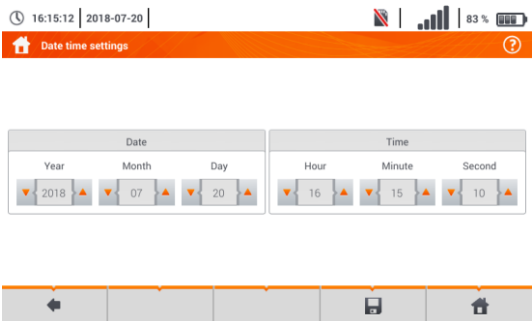 16:15:12 2018-07-20 83 %
Date time settings ?
Date Time
Year Month Day Hour Minute Second
2018 07 20 16 15 10